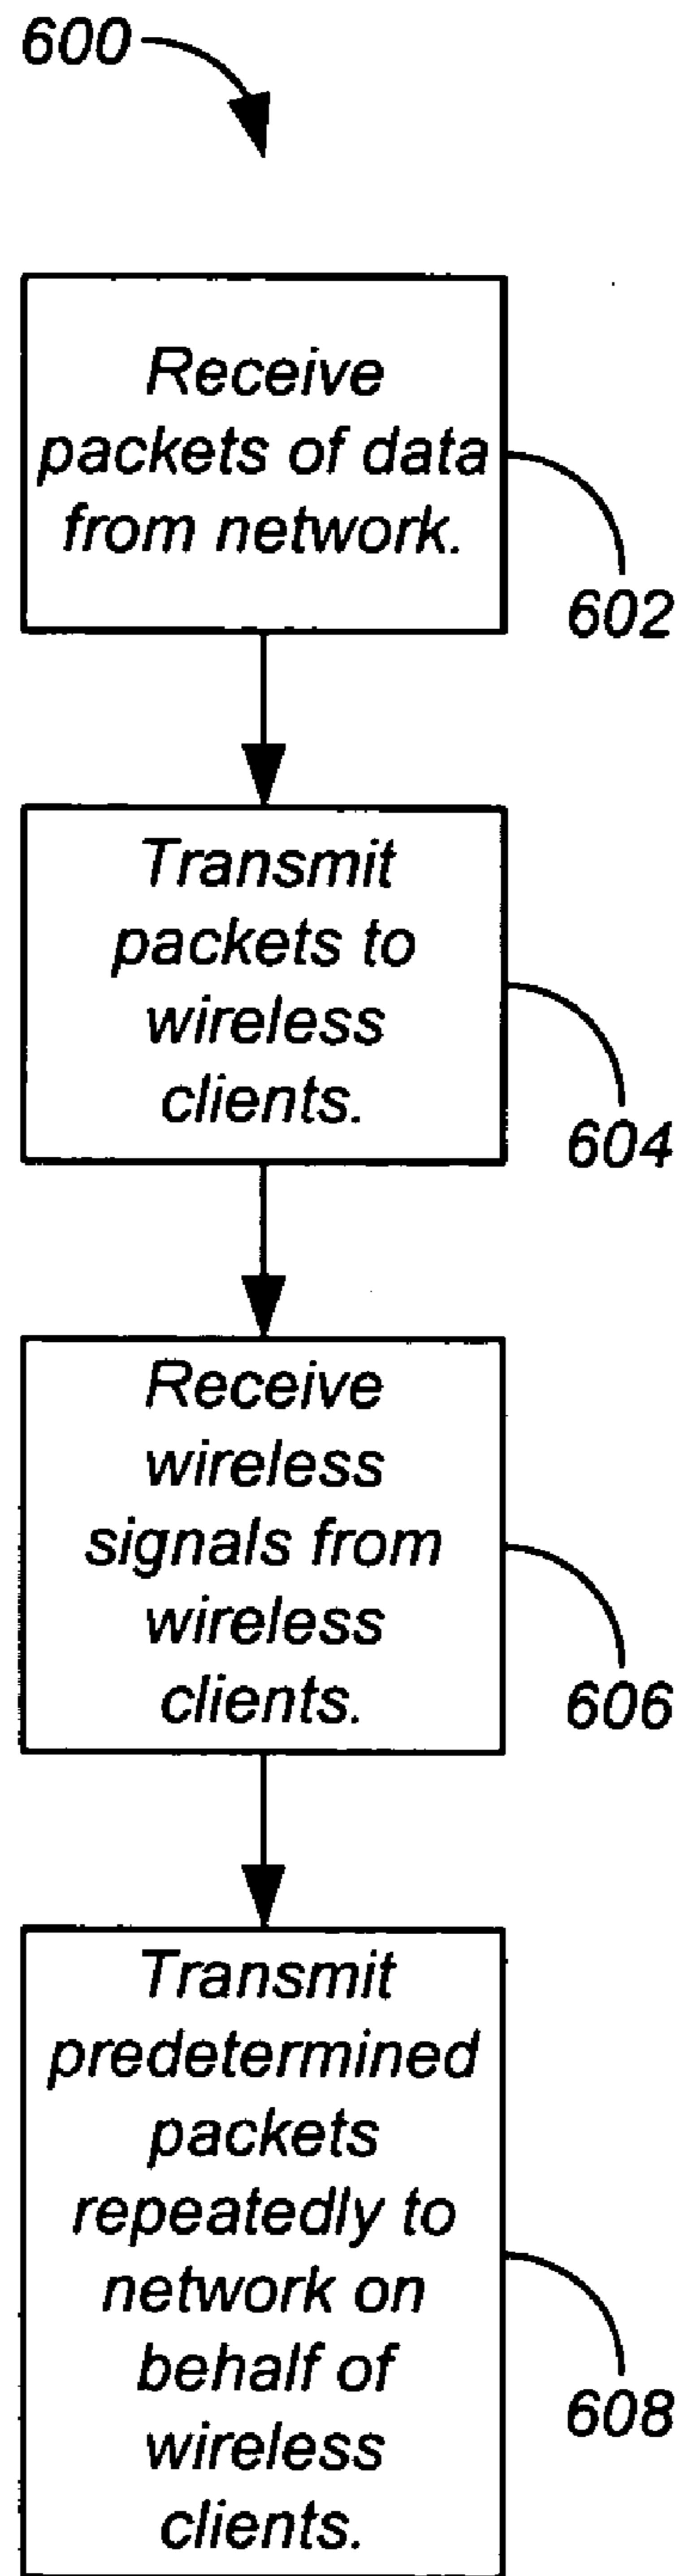 600
Receive
packets of data
from network.
602
Transmit
packets to
wireless
clients.
604
Receive
wireless
signals from
wireless
clients.
606
Transmit
predetermined
packets
repeatedly to
network on
behalf of
wireless
clients.
608